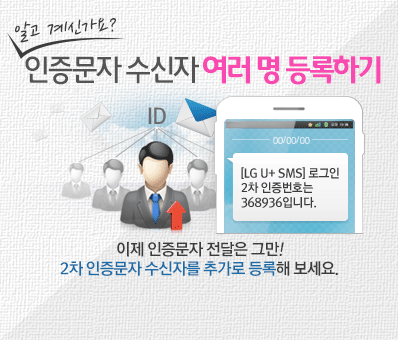 알고 계신가요?
인증문자 수신자 여러 명 등록하기
ID
00/00/00
[LG U+ SMS] 로그인
2차 인증번호는
368936입니다.
이제 인증문자 전달은 그만!
2차 인증문자 수신자를 추가로 등록해 보세요.